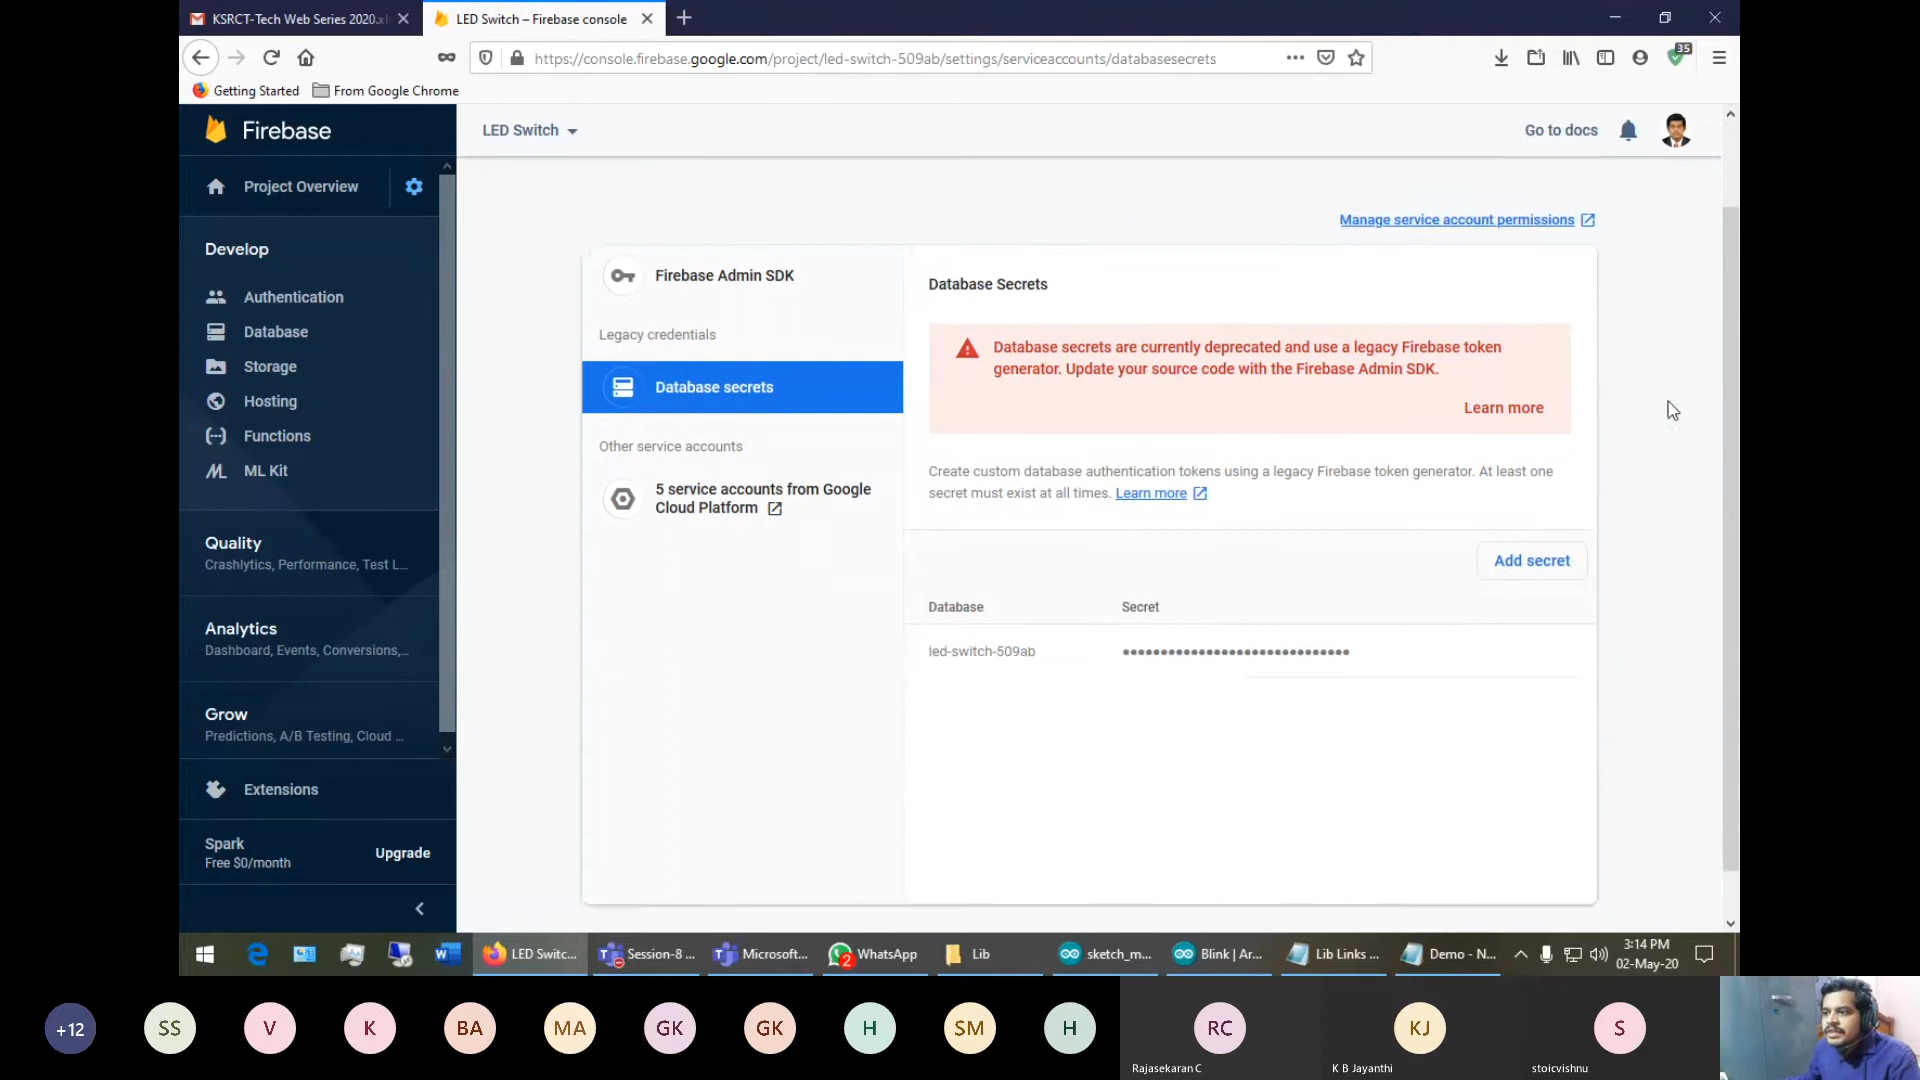 KSRCT-Tech Web Series 2020.xl
LED Switch – Firebase console
https://console.firebase.google.com/project/led-switch-509ab/settings/serviceaccounts/databasesecrets
35
Getting Started
From Google Chrome
Firebase
LED Switch
Go to docs
Project Overview
Develop
Authentication
Database
Storage
Hosting
Functions
ML Kit
Quality
Crashlytics, Performance, Test L...
Analytics
Dashboard, Events, Conversions,...
Grow
Predictions, A/B Testing, Cloud ...
Extensions
Spark
Free $0/month
Upgrade
Manage service account permissions
Firebase Admin SDK
Legacy credentials
Database secrets
Other service accounts
5 service accounts from Google
Cloud Platform
Database Secrets
Database secrets are currently deprecated and use a legacy Firebase token
generator. Update your source code with the Firebase Admin SDK.
Learn more
Create custom database authentication tokens using a legacy Firebase token generator. At least one
secret must exist at all times. Learn more
Add secret
Database Secret
led-switch-509ab ••••••••••••••••••••••••••••••
LED Switc...
Session-8 ...
Microsoft...
2
WhatsApp
Lib
sketch_m...
Blink | Ar...
Lib Links ...
Demo - N...
3:14 PM
02-May-20
+12
SS
V
K
BA
MA
GK
GK
H
SM
H
RC
Rajasekaran C
KJ
K B Jayanthi
S
stoicvishnu